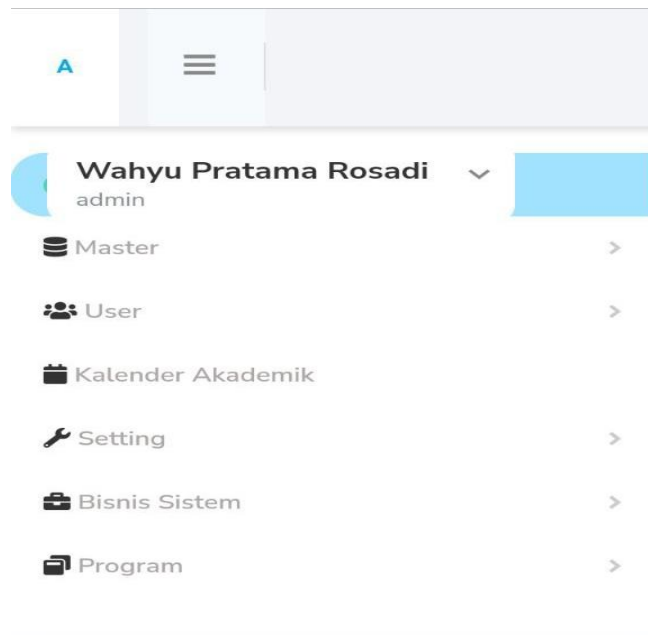 A
Wahyu Pratama Rosadi
admin
Master
User
Kalender Akademik
Setting
Bisnis Sistem
Program